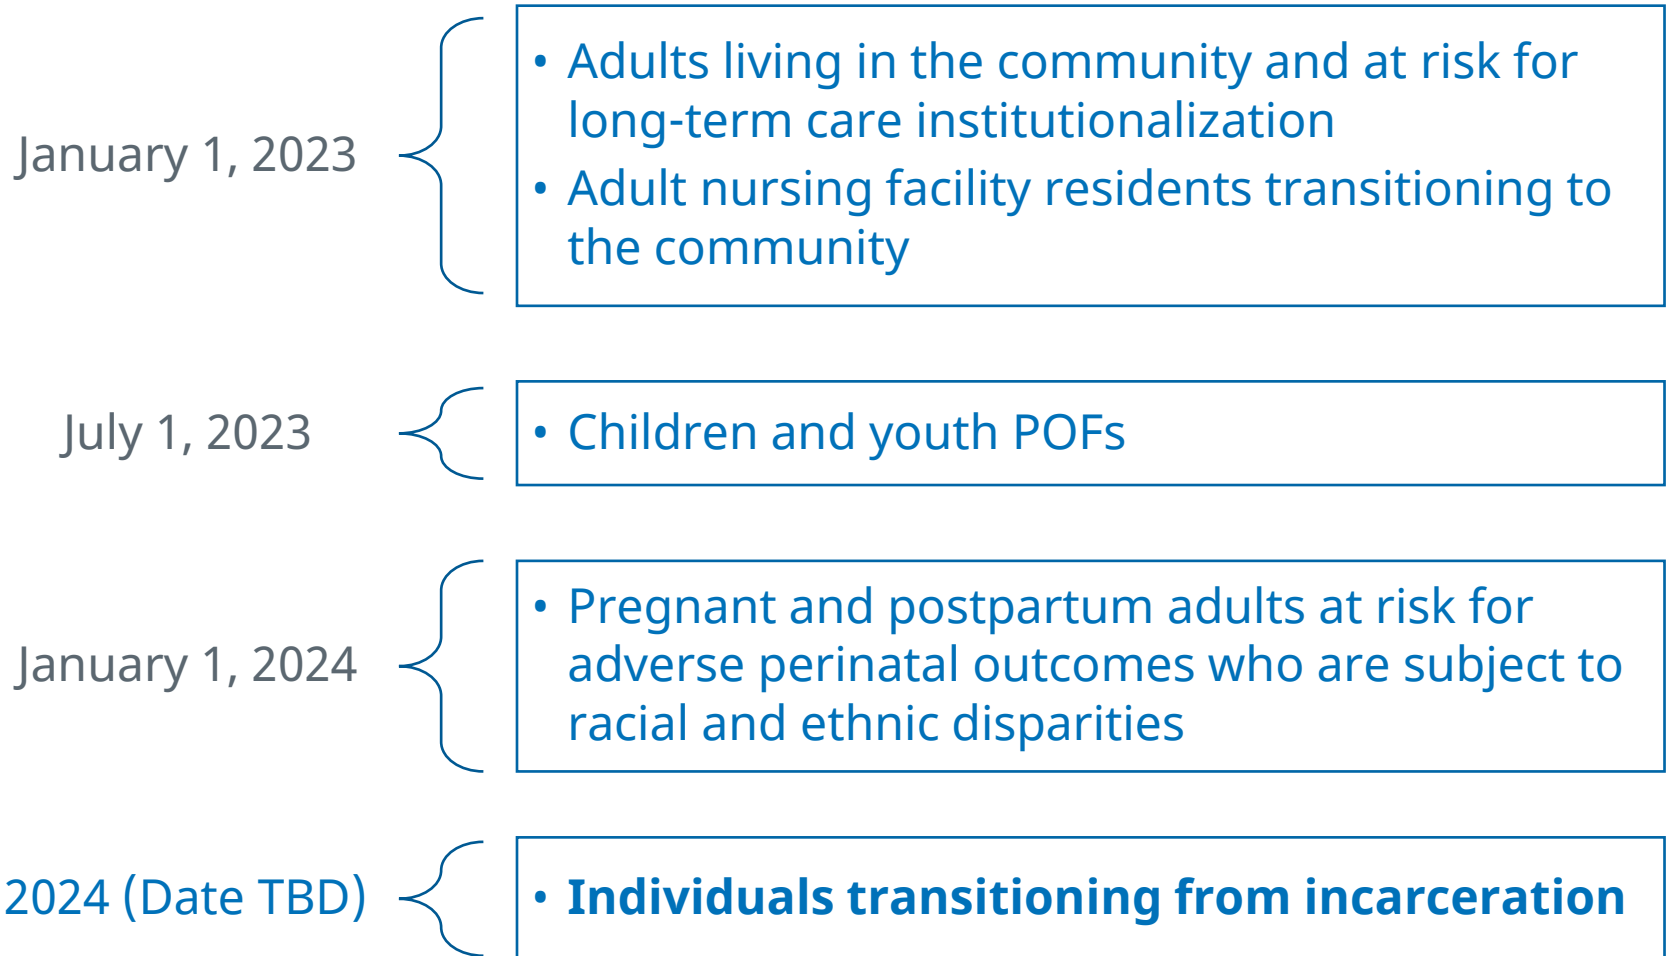 January 1, 2023
• Adults living in the community and at risk for
long-term care institutionalization
• Adult nursing facility residents transitioning to
the community
July 1, 2023
• Children and youth POFs
January 1, 2024
• Pregnant and postpartum adults at risk for
adverse perinatal outcomes who are subject to
racial and ethnic disparities
2024 (Date TBD)
• Individuals transitioning from incarceration